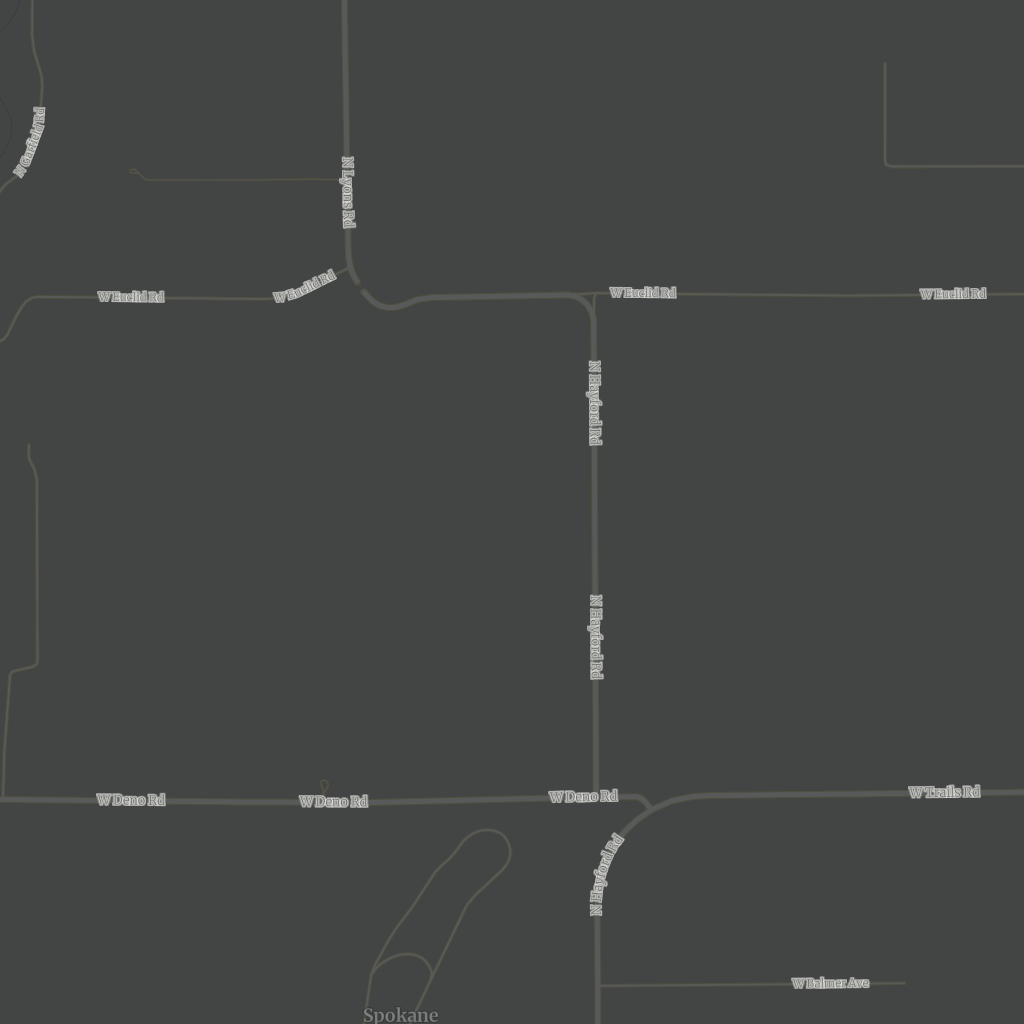 N Garfield Rd
N Lyons Rd
W Euclid Rd
W Euclid Rd
W Euclid Rd
W Euclid Rd
N Hayford Rd
N Hayford Rd
W Deno Rd
W Deno Rd
W Deno Rd
W Trails Rd
N Hayford Rd
W Balmer Ave
Spokane